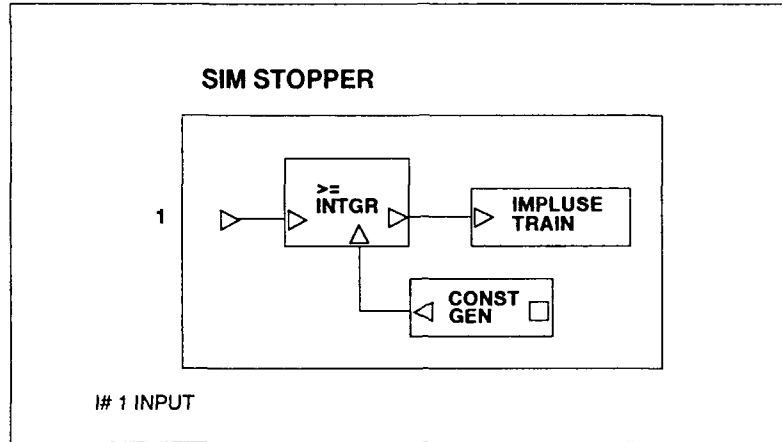 SIM STOPPER
1
>=
INTGR
IMPLUSE
TRAIN
CONST
GEN
I# 1 INPUT